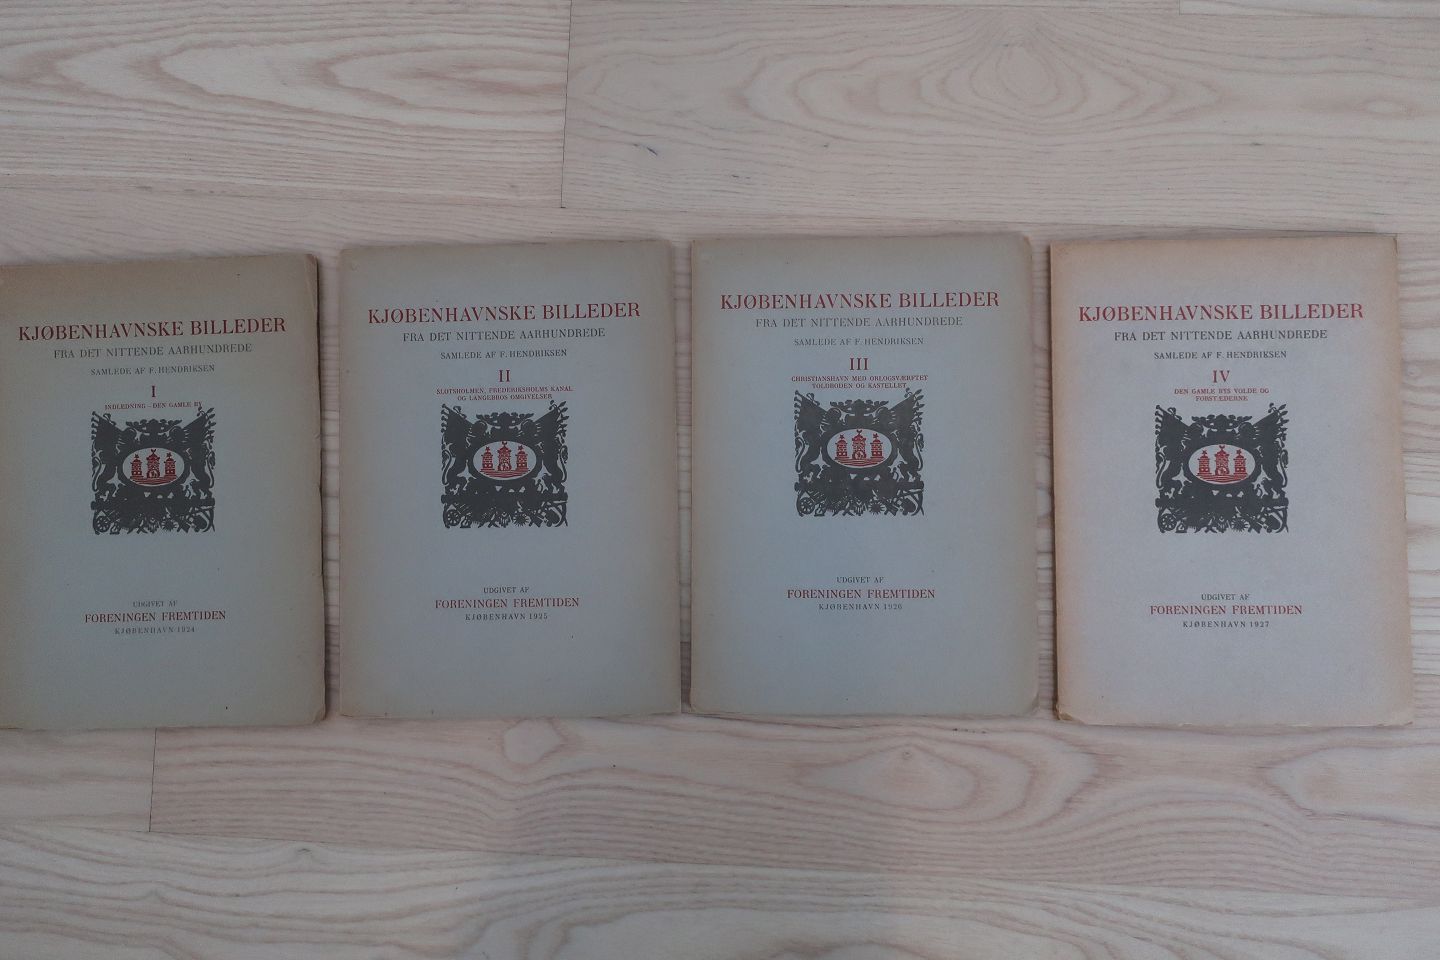 KJØBENHAVNSKE BILLEDER
FRA DET NITTENDE AARHUNDREDE
SAMLEDE AF F. HENDRIKSEN
I
INDLEDNING – DEN GAMLE BY
UDGIVET AF
FORENINGEN FREMTIDEN
KJØBENHAVN 1924
KJØBENHAVNSKE BILLEDER
FRA DET NITTENDE AARHUNDREDE
SAMLEDE AF F. HENDRIKSEN
II
SLOTSHOLMEN, FREDERIKSHOLMS KANAL
OG LANGEBROS OMGIVELSER
UDGIVET AF
FORENINGEN FREMTIDEN
KJØBENHAVN 1925
KJØBENHAVNSKE BILLEDER
FRA DET NITTENDE AARHUNDREDE
SAMLEDE AF F. HENDRIKSEN
III
CHRISTIANSHAVN MED ORLOGSVÆRFTET
TOLDBODEN OG KASTELLET
UDGIVET AF
FORENINGEN FREMTIDEN
KJØBENHAVN 1926
KJØBENHAVNSKE BILLEDER
FRA DET NITTENDE AARHUNDREDE
SAMLEDE AF F. HENDRIKSEN
IV
DEN GAMLE BYS VOLDE OG
FORSTÆDERNE
UDGIVET AF
FORENINGEN FREMTIDEN
KJØBENHAVN 1927